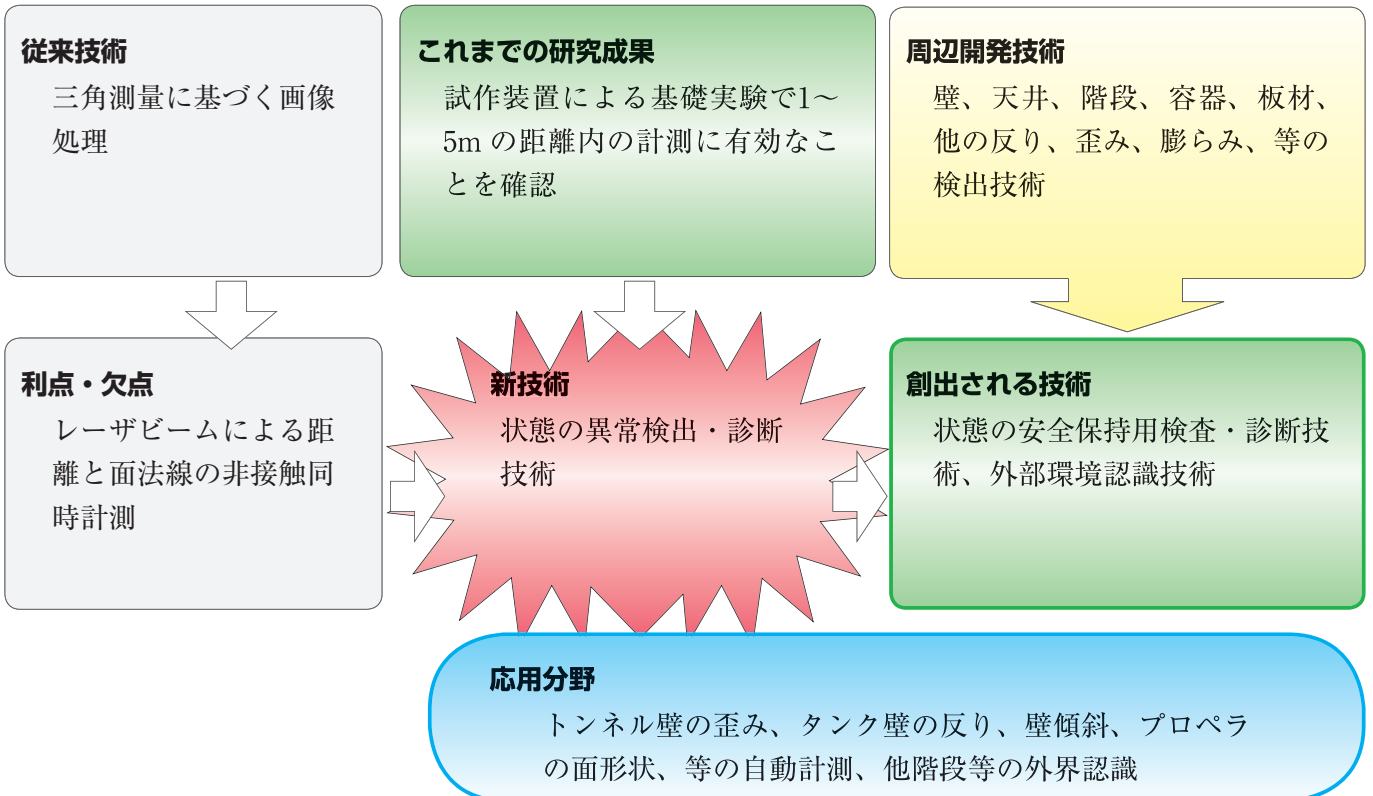 従来技術
三角測量に基づく画像
処理
これまでの研究成果
試作装置による基礎実験で1～
5m の距離内の計測に有効なこ
とを確認
周辺開発技術
壁、天井、階段、容器、板材、
他の反り、歪み、膨らみ、等の
検出技術
利点・欠点
レーザビームによる距
離と面法線の非接触同
時計測
新技術
状態の異常検出・診断
技術
創出される技術
状態の安全保持用検査・診断技
術、外部環境認識技術
応用分野
トンネル壁の歪み、タンク壁の反り、壁傾斜、プロペラ
の面形状、等の自動計測、他階段等の外界認識